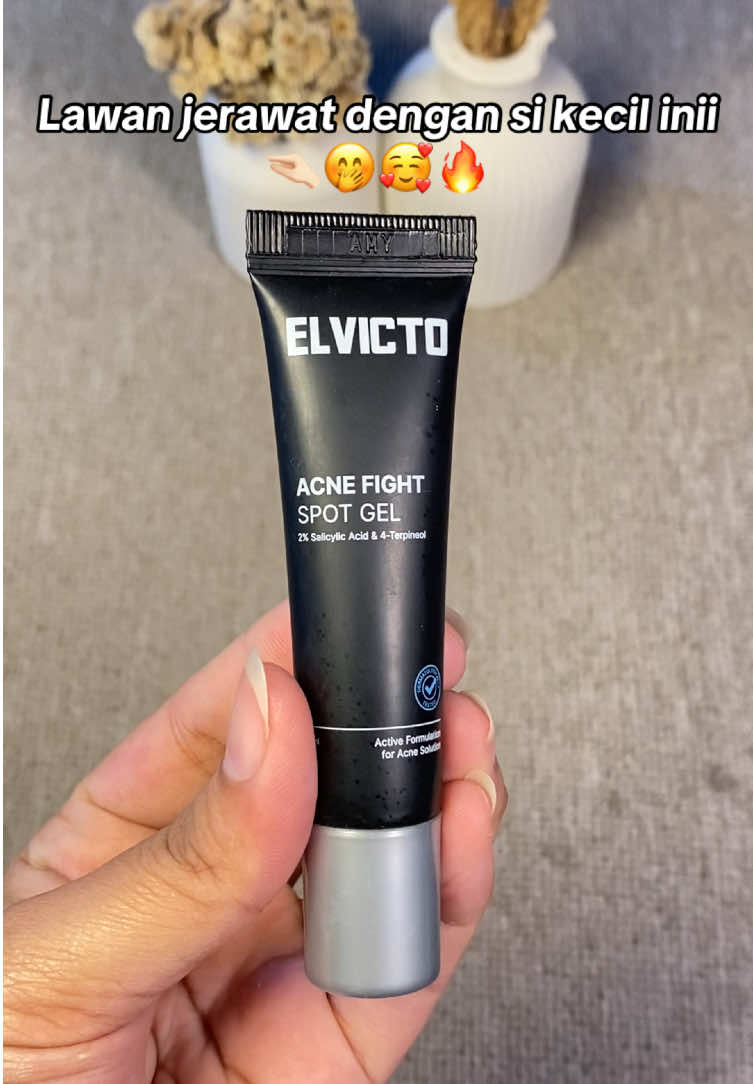 Lawan jerawat dengan si kecil inii
🤏🏻🤭🥰🔥
AMY
ELVICTO
ACNE FIGHT
SPOT GEL
2% Salicylic Acid & 4-Terpineol
Active Formulation
for Acne Solution